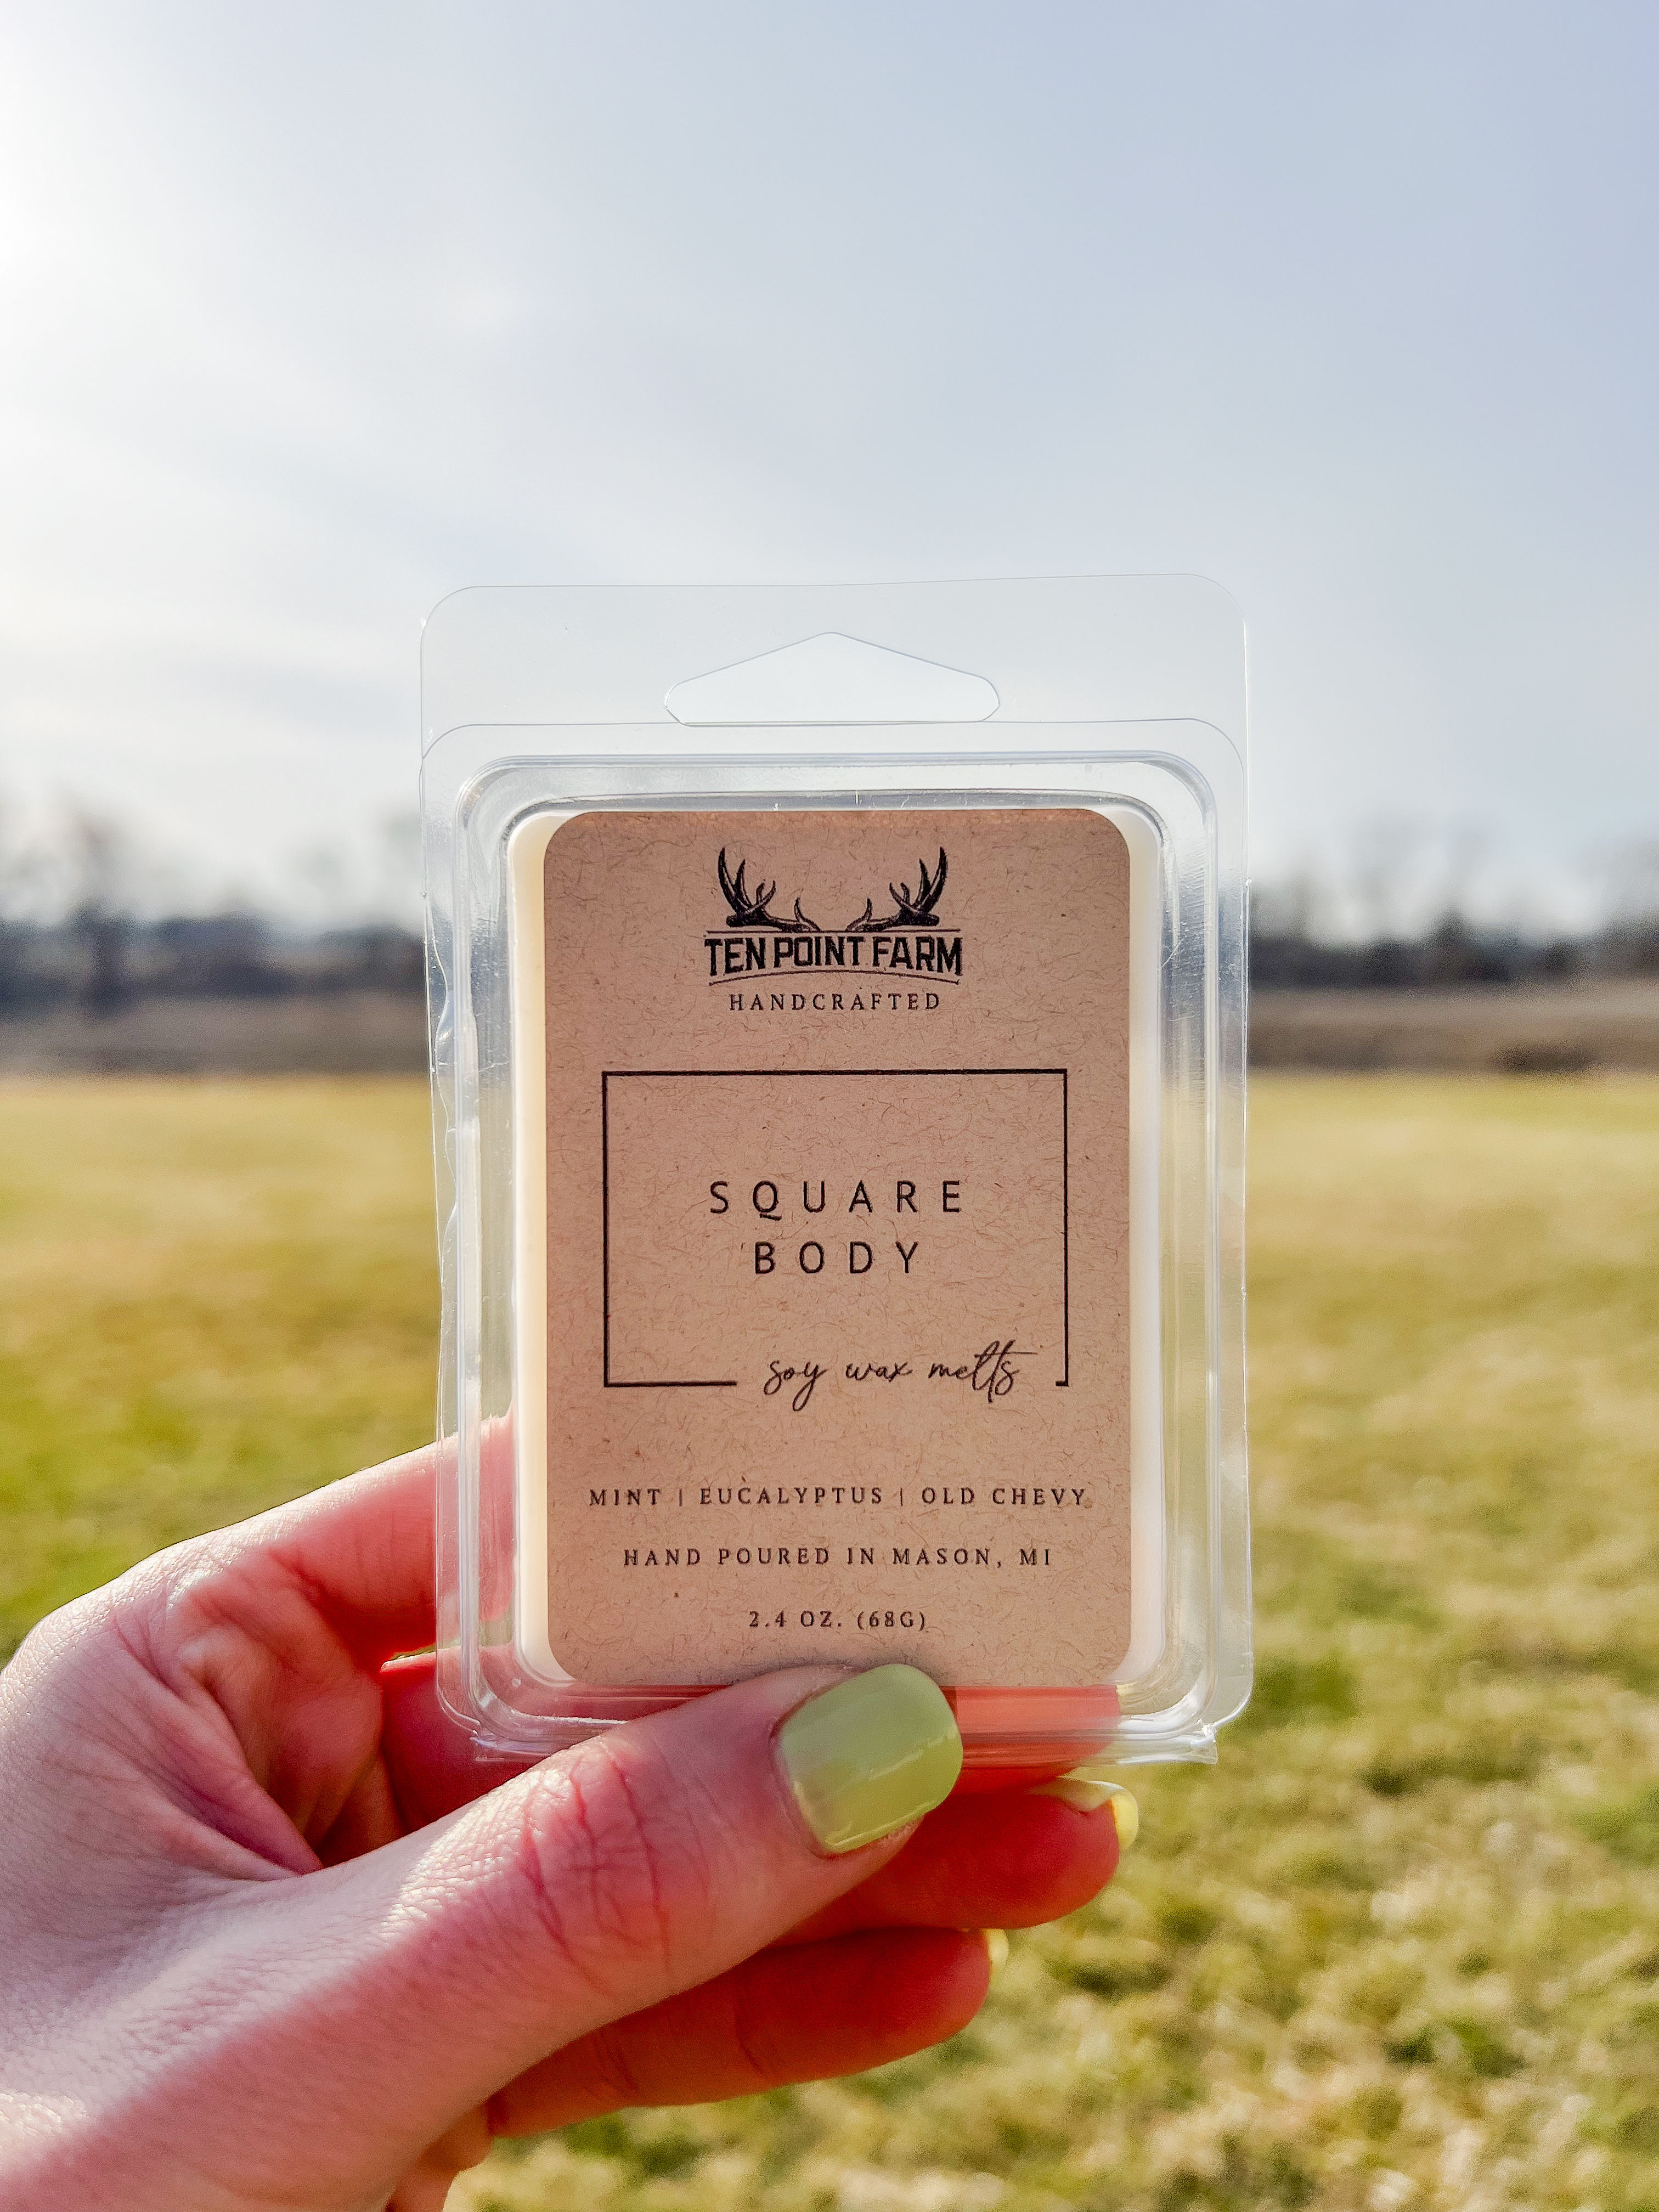 TEN POINT FARM
HANDCRAFTED
SQUARE
BODY
soy wax melts
MINT | EUCALYPTUS | OLD CHEVY
HAND POURED IN MASON, MI
2.4 OZ. (68G)